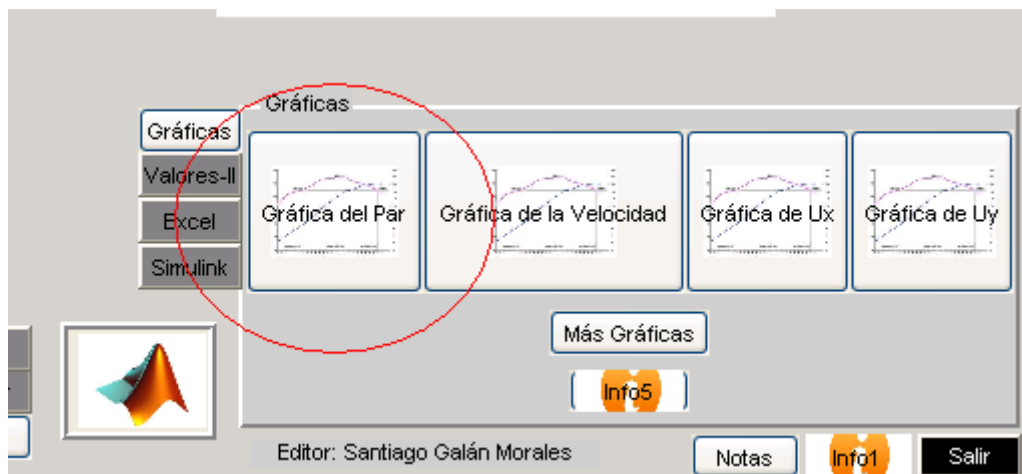 Gráficas
Gráficas
Valores-II
Excel
Simulink
Gráfica del Par
Gráfica de la Velocidad
Gráfica de Ux
Gráfica de Uy
Más Gráficas
Info5
Editor: Santiago Galán Morales
Notas
Info1
Salir